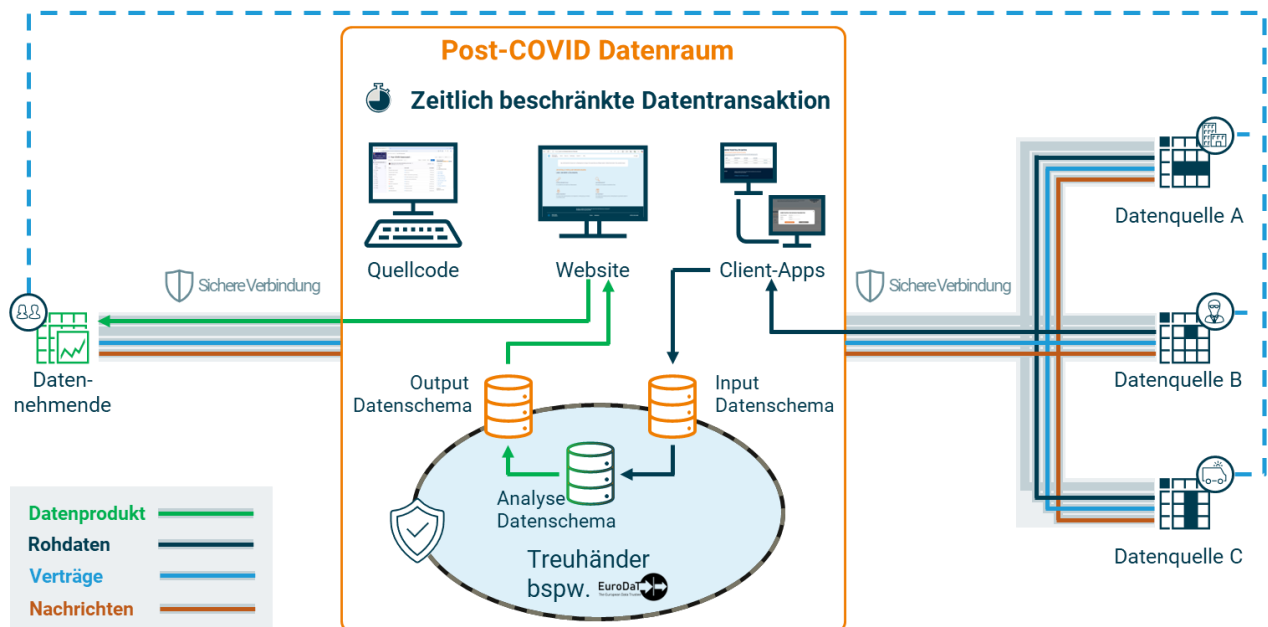 Post-COVID Datenraum
Zeitlich beschränkte Datentransaktion
Quellcode
Website
Client-Apps
Sichere Verbindung
Sichere Verbindung
Datenquelle A
Datenquelle B
Datenquelle C
Daten-
nehmende
Output
Datenschema
Input
Datenschema
Analyse
Datenschema
Treuhänder
bspw.
EuroDaT
Datenprodukt
Rohdaten
Verträge
Nachrichten